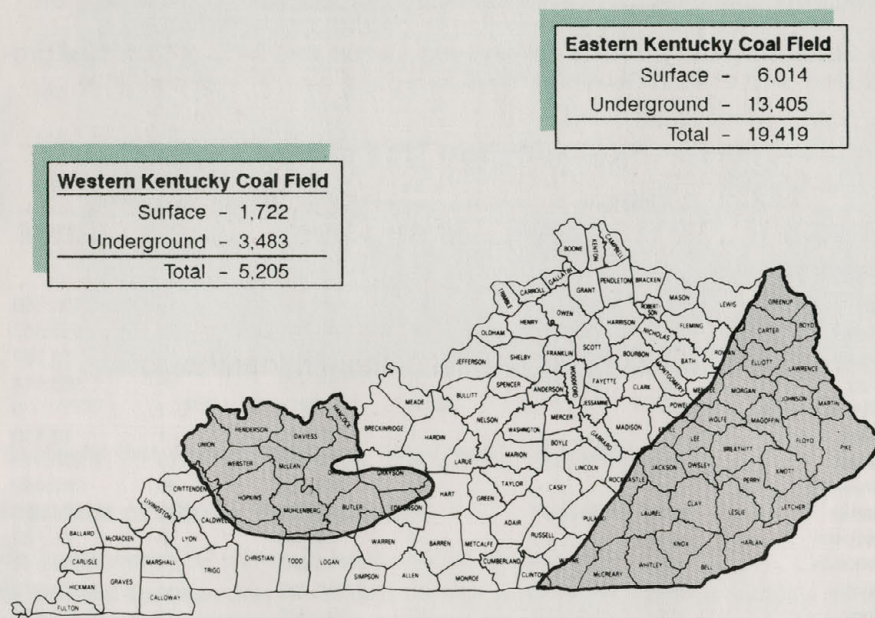 Eastern Kentucky Coal Field
Surface - 6,014
Underground - 13,405
Total - 19,419
Western Kentucky Coal Field
Surface - 1,722
Underground - 3,483
Total - 5,205
BOONE
KENTON
CAMPBELL
GALLATIN
GRANT
PENDLETON
BRACKEN
TRIMBLE
CARROLL
OWEN
ROBERT
SON
MASON
LEWIS
GREENUP
OLDHAM
HENRY
HARRISON
NICHOLAS
FLEMING
ROWAN
CARTER
BOYD
JEFFERSON
SHELBY
FRANKLIN
SCOTT
BOURBON
BATH
ELLIOTT
LAWRENCE
MEADE
BULLITT
SPENCER
ANDERSON
WOODFORD
FAYETTE
CLARK
MONTGOMERY
MORGAN
JOHNSON
MARTIN
HANCOCK
BRECKINRIDGE
NELSON
WASHINGTON
MERCER
JESSAMINE
MADISON
POWELL
WOLFE
MAGOFFIN
HENDERSON
DAVIESS
HARDIN
BOYLE
GARRARD
LEE
BREATHITT
FLOYD
PIKE
UNION
WEBSTER
McLEAN
GRAYSON
LARUE
MARION
LINCOLN
ROCKCASTLE
JACKSON
OWSLEY
PERRY
KNOTT
CRITTENDEN
HOPKINS
MUHLENBERG
BUTLER
EDMONSON
HART
GREEN
TAYLOR
CASEY
PULASKI
LAUREL
CLAY
LESLIE
LETCHER
LIVINGSTON
CALDWELL
WARREN
ADAIR
RUSSELL
KNOX
HARLAN
BALLARD
McCRACKEN
LYON
CHRISTIAN
TODD
LOGAN
BARREN
METCALFE
CUMBERLAND
WAYNE
WHITLEY
BELL
CARLISLE
MARSHALL
TRIGG
SIMPSON
ALLEN
MONROE
CLINTON
McCREARY
HICKMAN
GRAVES
CALLOWAY
FULTON